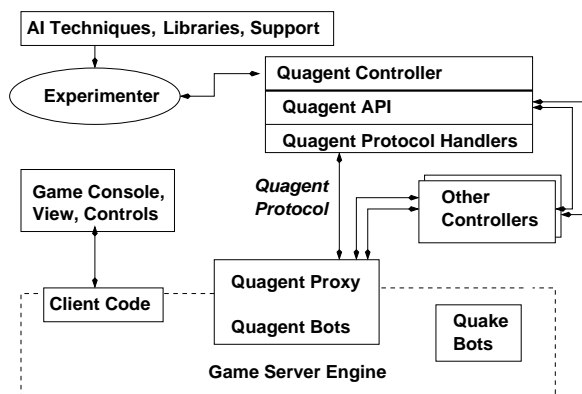 AI Techniques, Libraries, Support
Experimenter
Quagent Controller
Quagent API
Quagent Protocol Handlers
Game Console,
View, Controls
Quagent
Protocol
Other
Controllers
Client Code
Quagent Proxy
Quagent Bots
Quake
Bots
Game Server Engine